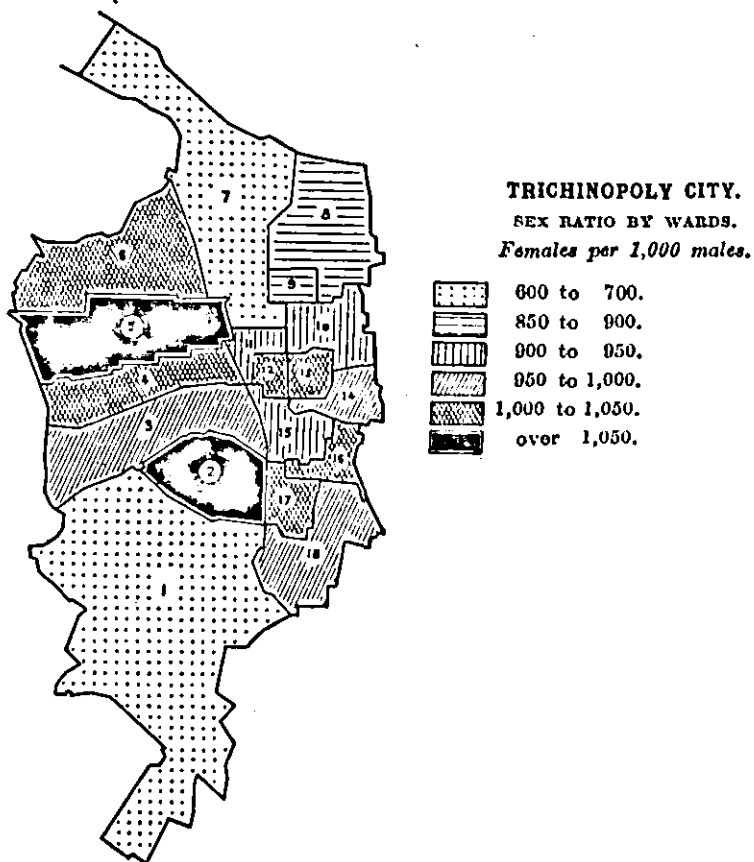 TRICHINOPOLY CITY.
SEX RATIO BY WARDS.
Females per 1,000 males.
600 to 700.
850 to 900.
900 to 950.
950 to 1,000.
1,000 to 1,050.
over 1,050.
7
8
6
9
10
12
13
4
14
3
15
16
2
17
18
1